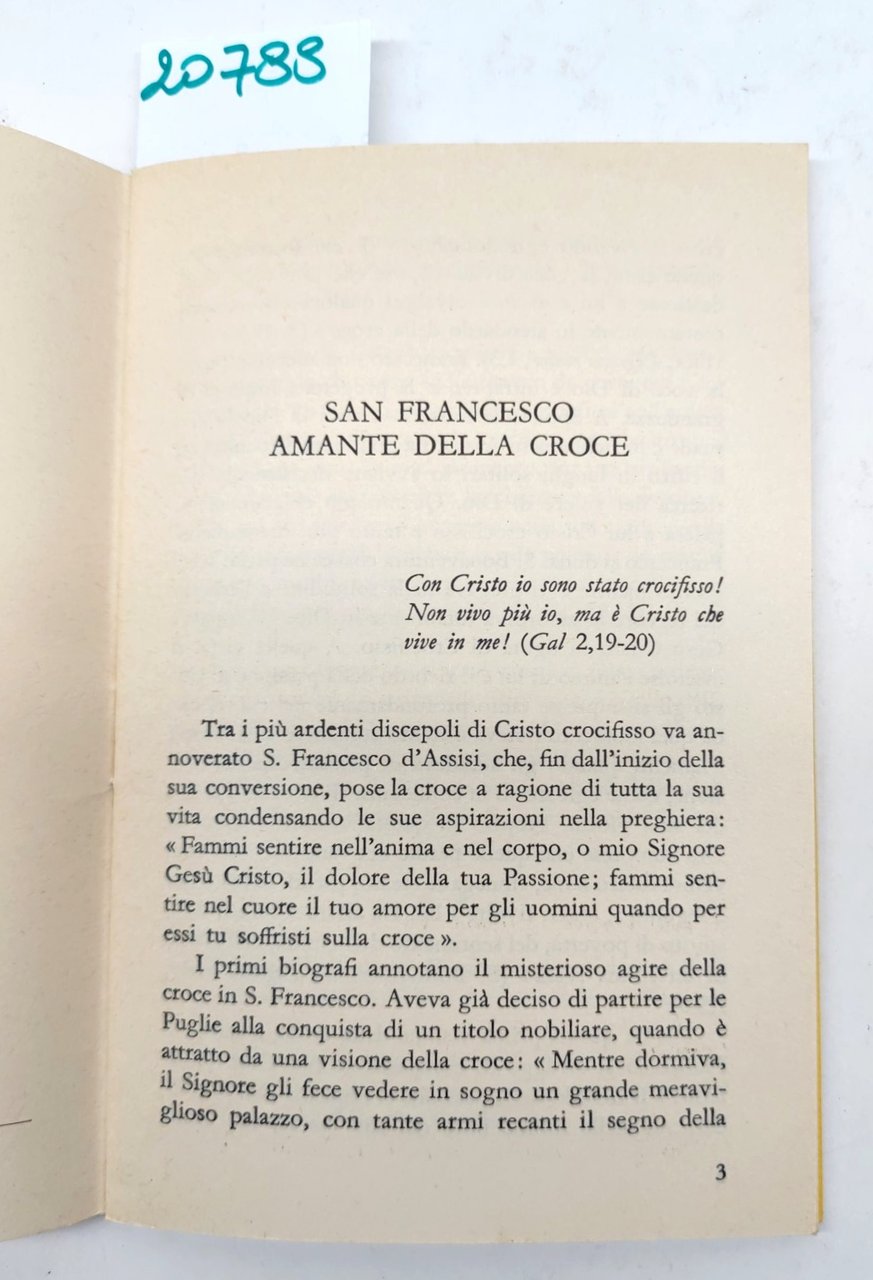 20788
SAN FRANCESCO
AMANTE DELLA CROCE
Con Cristo io sono stato crocifisso!
Non vivo più io, ma è Cristo che
vive in me! (Gal 2,19-20)
Tra i più ardenti discepoli di Cristo crocifisso va an-
noverato S. Francesco d'Assisi, che, fin dall'inizio della
sua conversione, pose la croce a ragione di tutta la sua
vita condensando le sue aspirazioni nella preghiera:
« Fammi sentire nell'anima e nel corpo, o mio Signore
Gesù Cristo, il dolore della tua Passione; fammi sen-
tire nel cuore il tuo amore per gli uomini quando per
essi tu soffristi sulla croce ».
I primi biografi annotano il misterioso agire della
croce in S. Francesco. Aveva già deciso di partire per le
Puglie alla conquista di un titolo nobiliare, quando è
attratto da una visione della croce: « Mentre dormiva,
il Signore gli fece vedere in sogno un grande meravi-
glioso palazzo, con tante armi recanti il segno della
3